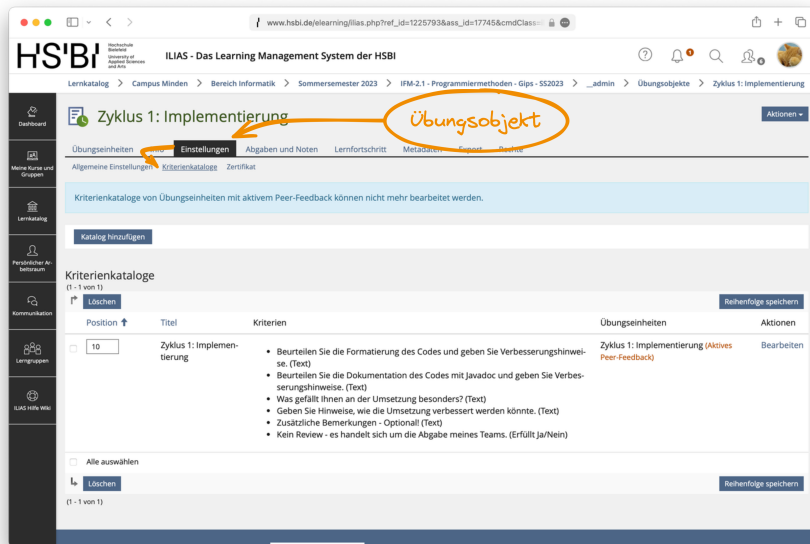 www.hsbi.de/elearning/ilias.php?ref_id=1225793&ass_id=17745&cmdClass=
HSBI Hochschule Bielefeld University of Applied Sciences and Arts
ILIAS - Das Learning Management System der HSBI
Lernkatalog > Campus Minden > Bereich Informatik > Sommersemester 2023 > IFM-2.1 - Programmiermethoden - Gips - SS2023 > __admin > Übungsobjekte > Zyklus 1: Implementierung
Dashboard
Meine Kurse und Gruppen
Lernkatalog
Persönlicher Ar-
beitsraum
Kommunikation
Lerngruppen
ILIAS Hilfe Wiki
Zyklus 1: Implementierung
Übungsobjekt
Aktionen
Übungseinheiten Einstellungen Abgaben und Noten Lernfortschritt Metadaten Export Rechte
Allgemeine Einstellungen Kriterienkataloge Zertifikat
Kriterienkataloge von Übungseinheiten mit aktivem Peer-Feedback können nicht mehr bearbeitet werden.
Katalog hinzufügen
Kriterienkataloge
(1 - 1 von 1)
Löschen Reihenfolge speichern
Position Titel Kriterien Übungseinheiten Aktionen
10 Zyklus 1: Implemen-
tierung
• Beurteilen Sie die Formatierung des Codes und geben Sie Verbesserungshinwei-
se. (Text)
• Beurteilen Sie die Dokumentation des Codes mit Javadoc und geben Sie Verbes-
serungshinweise. (Text)
• Was gefällt Ihnen an der Umsetzung besonders? (Text)
• Geben Sie Hinweise, wie die Umsetzung verbessert werden könnte. (Text)
• Zusätzliche Bemerkungen - Optional! (Text)
• Kein Review - es handelt sich um die Abgabe meines Teams. (Erfüllt Ja/Nein)
Zyklus 1: Implementierung (Aktives
Peer-Feedback)
Bearbeiten
Alle auswählen
Löschen Reihenfolge speichern
(1 - 1 von 1)